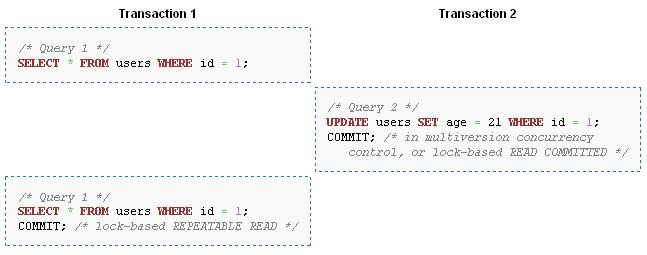 Transaction 1
Transaction 2
/* Query 1 */
SELECT * FROM users WHERE id = 1;
/* Query 2 */
UPDATE users SET age = 21 WHERE id = 1;
COMMIT; /* in multiversion concurrency
control, or lock-based READ COMMITTED */
/* Query 1 */
SELECT * FROM users WHERE id = 1;
COMMIT; /* lock-based REPEATABLE READ */